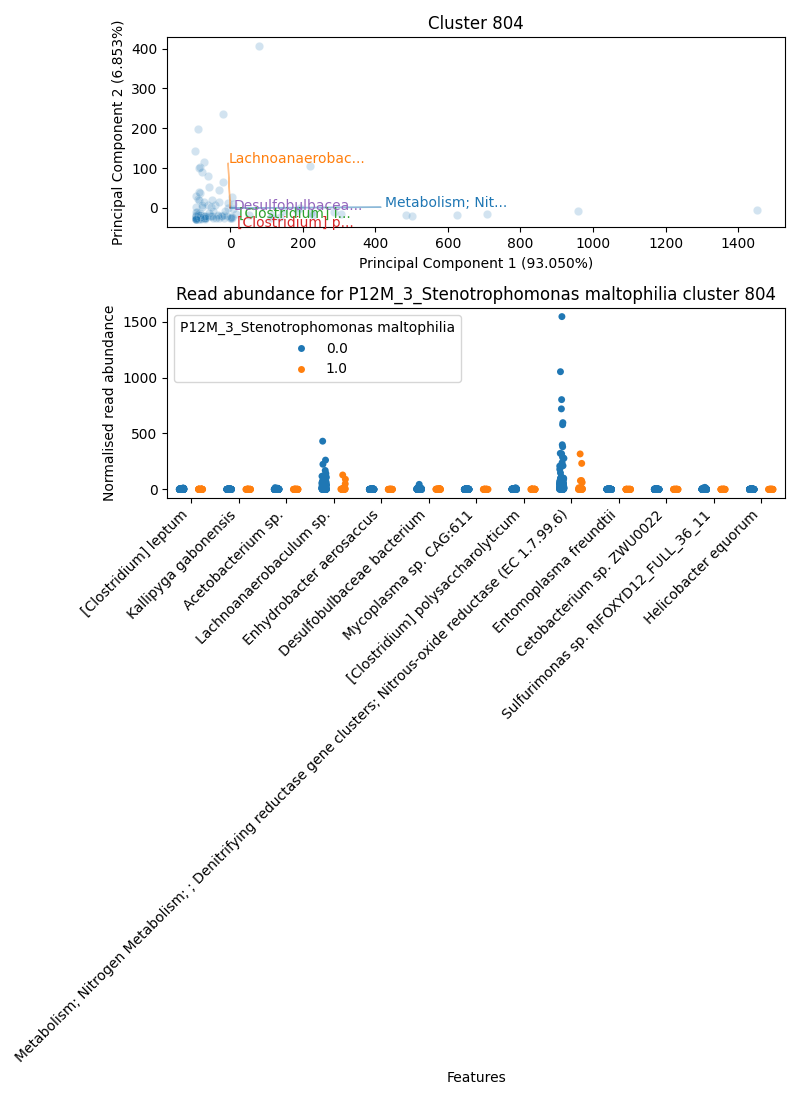 Cluster 804
Principal Component 2 (6.853%)
400
300
200
100
0
Lachnoanaerobac...
Metabolism; Nit...
Desulfobulbacea...
[Clostridium] l...
[Clostridium] p...
0 200 400 600 800 1000 1200 1400
Principal Component 1 (93.050%)
Read abundance for P12M_3_Stenotrophomonas maltophilia cluster 804
Normalised read abundance
1500
1000
500
0
P12M_3_Stenotrophomonas maltophilia
0.0
1.0
[Clostridium] leptum
Kallipyga gabonensis
Acetobacterium sp.
Lachnoanaerobaculum sp.
Enhydrobacter aerosaccus
Desulfobulbaceae bacterium
Mycoplasma sp. CAG:611
[Clostridium] polysaccharolyticum
Metabolism; Nitrogen Metabolism; ; Denitrifying reductase gene clusters; Nitrous-oxide reductase (EC 1.7.99.6)
Entomoplasma freundtii
Cetobacterium sp. ZWU0022
Sulfurimonas sp. RIFOXYD12_FULL_36_11
Helicobacter equorum
Features